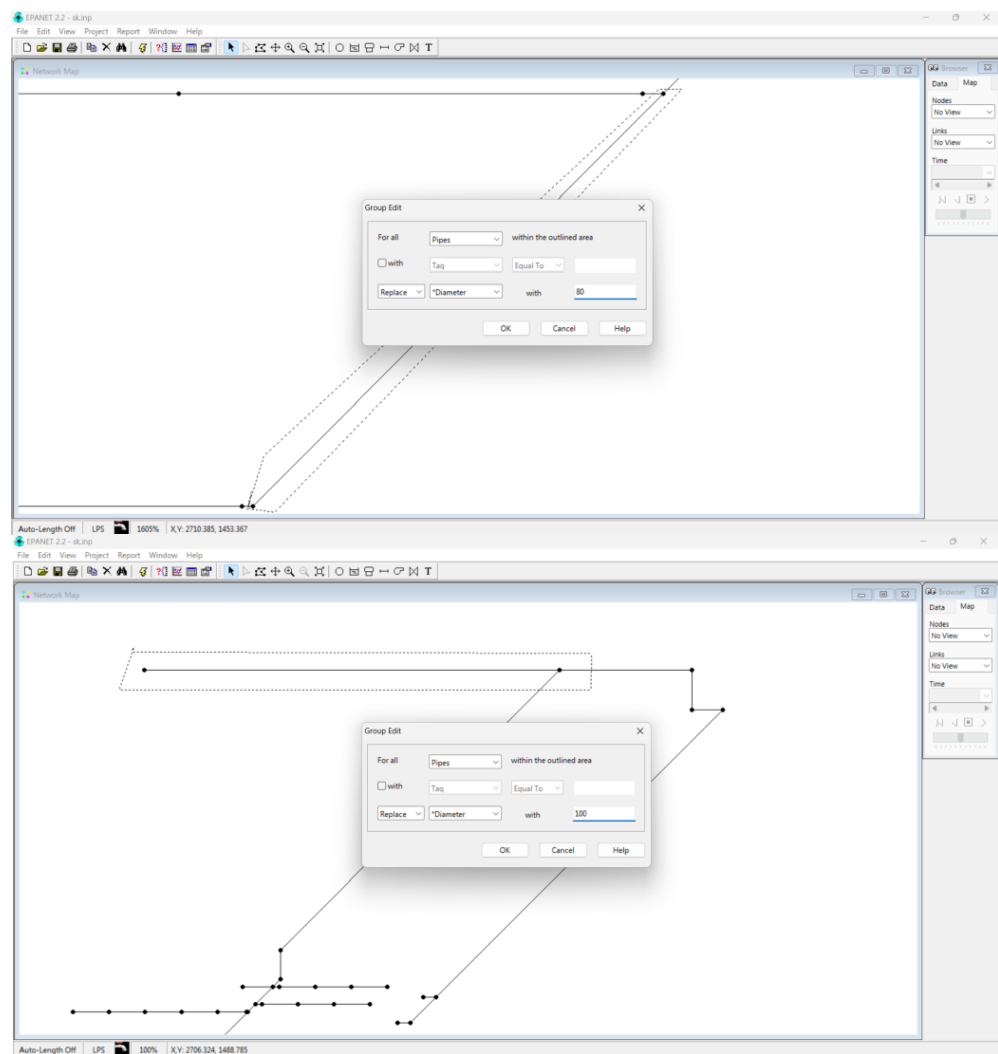 EPANET 2.2 - sk.inp
File Edit View Project Report Window Help
Network Map
Browser
Data Map
Nodes
No View
Links
No View
Time
Group Edit
For all Pipes within the outlined area
with Tag Equal To
Replace *Diameter with 80
OK Cancel Help
Auto-Length Off LPS 1605% X,Y: 2710.385, 1453.367
EPANET 2.2 - sk.inp
File Edit View Project Report Window Help
Network Map
Browser
Data Map
Nodes
No View
Links
No View
Time
Group Edit
For all Pipes within the outlined area
with Tag Equal To
Replace *Diameter with 100
OK Cancel Help
Auto-Length Off LPS 100% X,Y: 2706.324, 1488.785